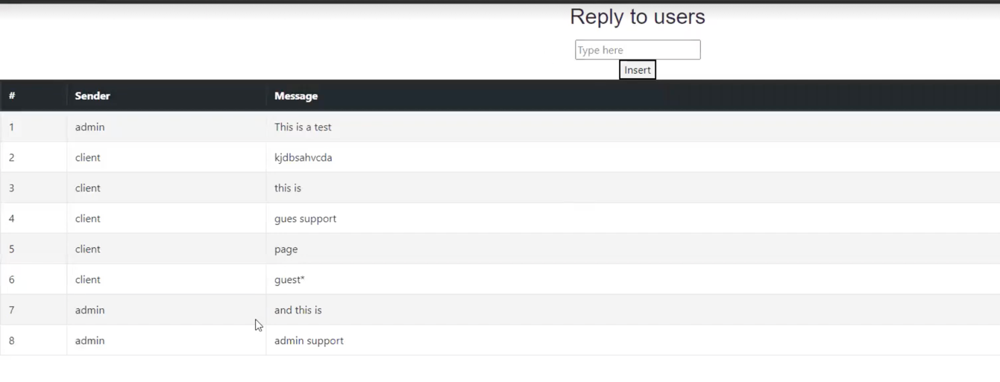 Reply to users
Type here
Insert
# Sender Message
1 admin This is a test
2 client kjdbsahvcda
3 client this is
4 client gues support
5 client page
6 client guest*
7 admin and this is
8 admin admin support